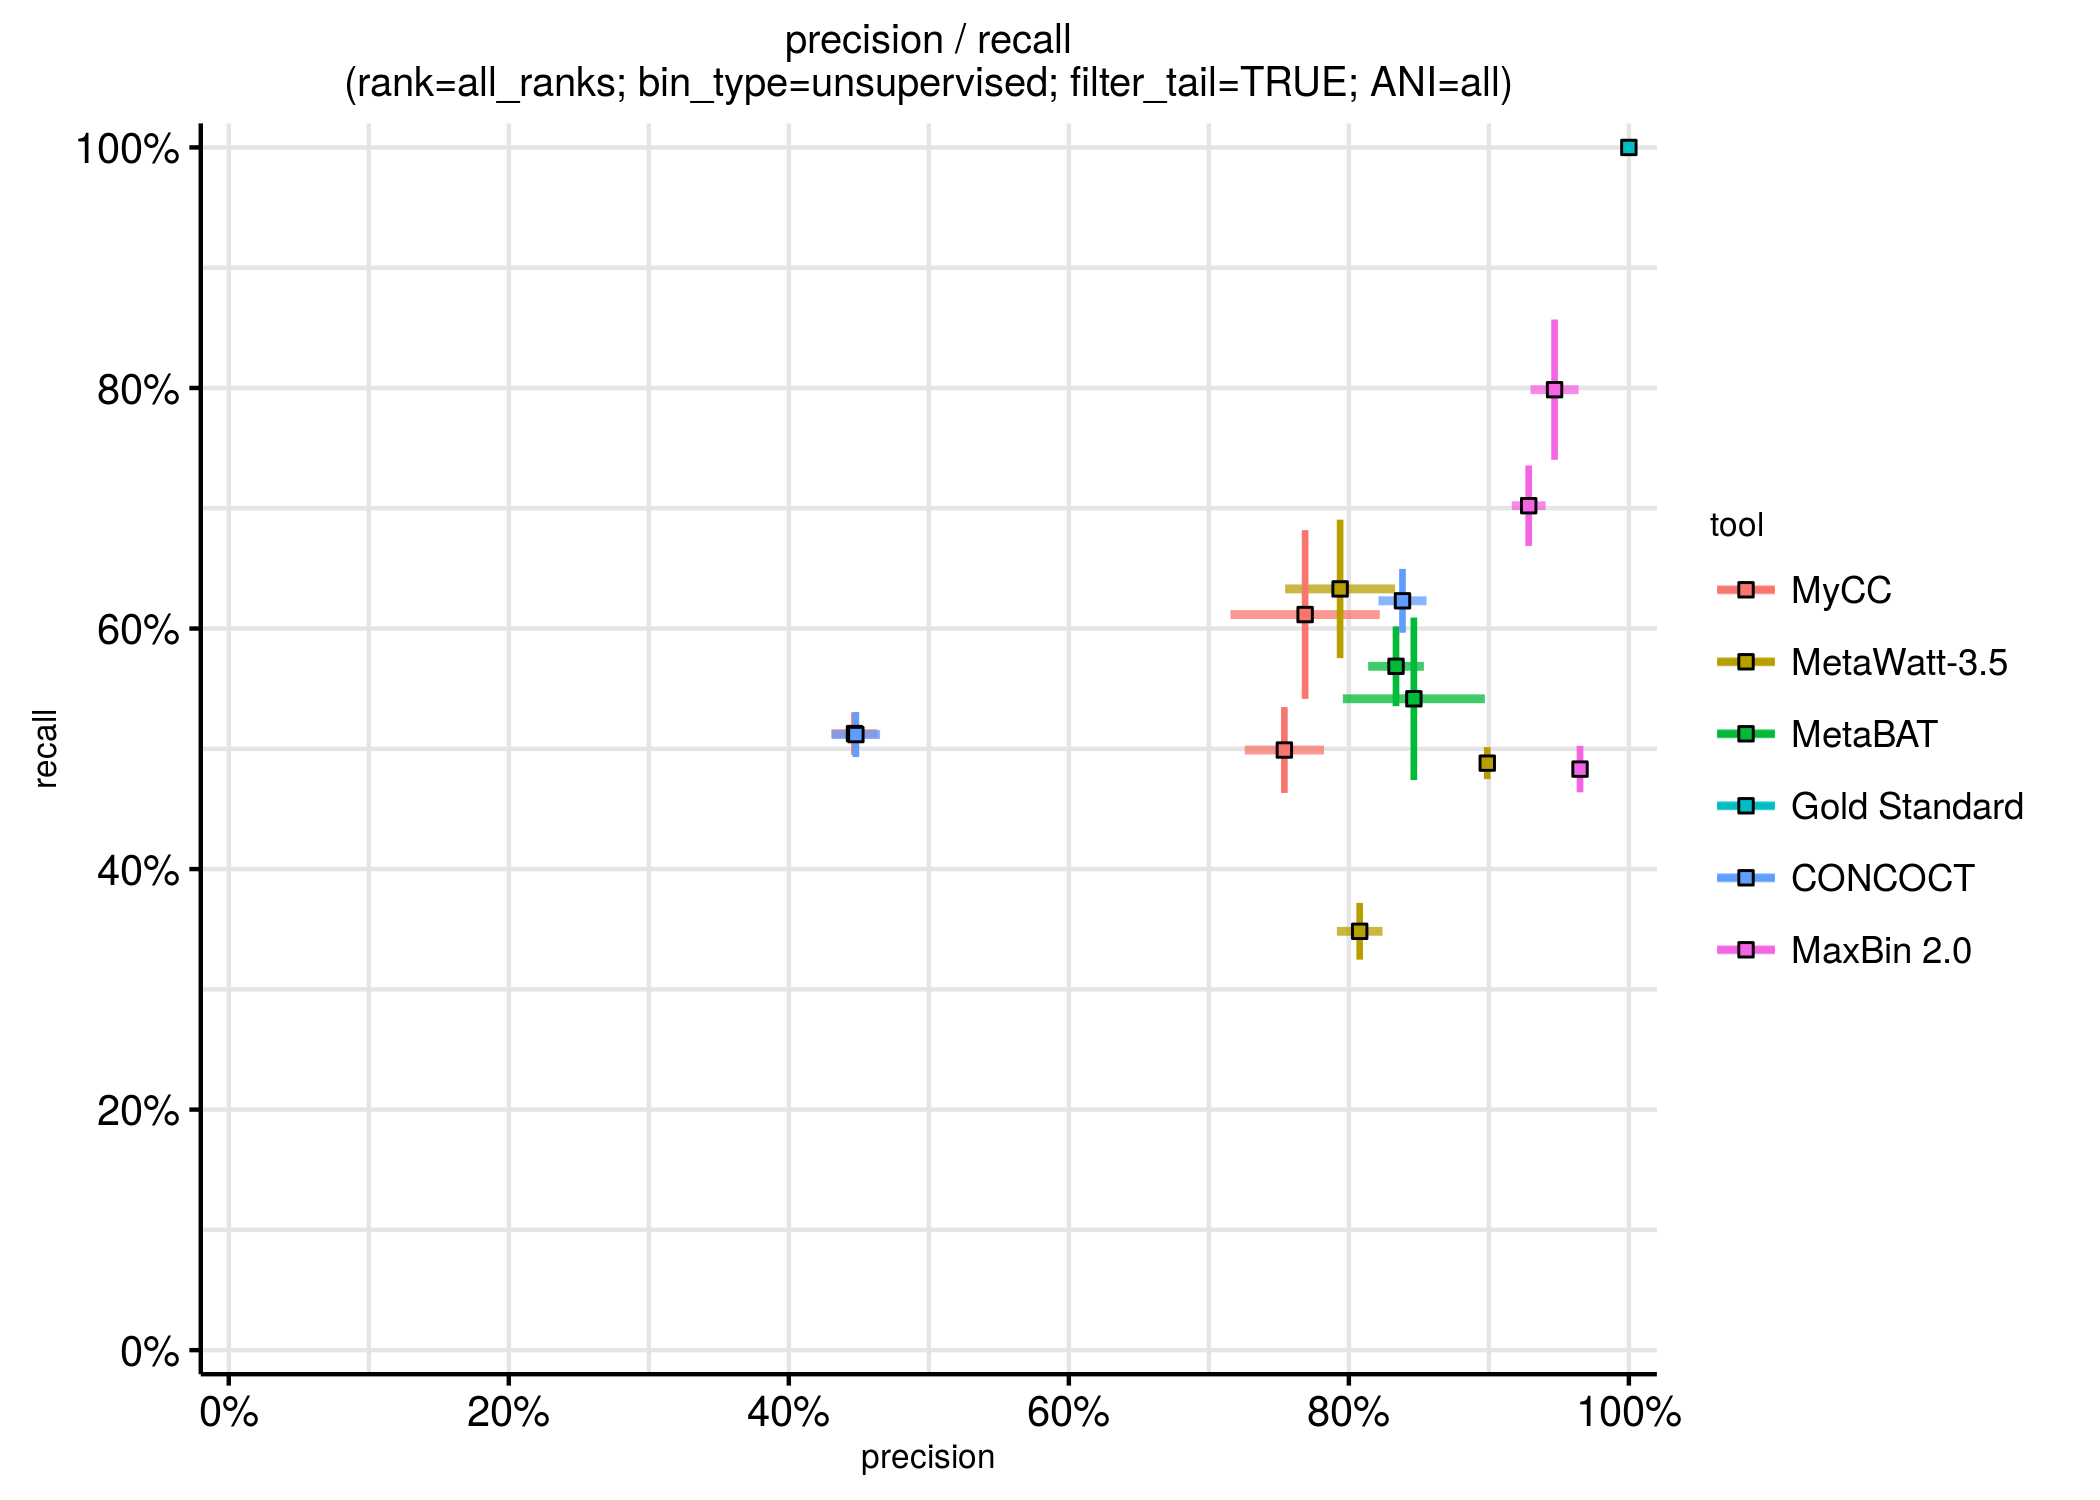 precision / recall
(rank=all_ranks; bin_type=unsupervised; filter_tail=TRUE; ANI=all)
100%
80%
60%
40%
20%
0%
recall
0%
20%
40%
60%
80%
100%
precision
tool
MyCC
MetaWatt-3.5
MetaBAT
Gold Standard
CONCOCT
MaxBin 2.0